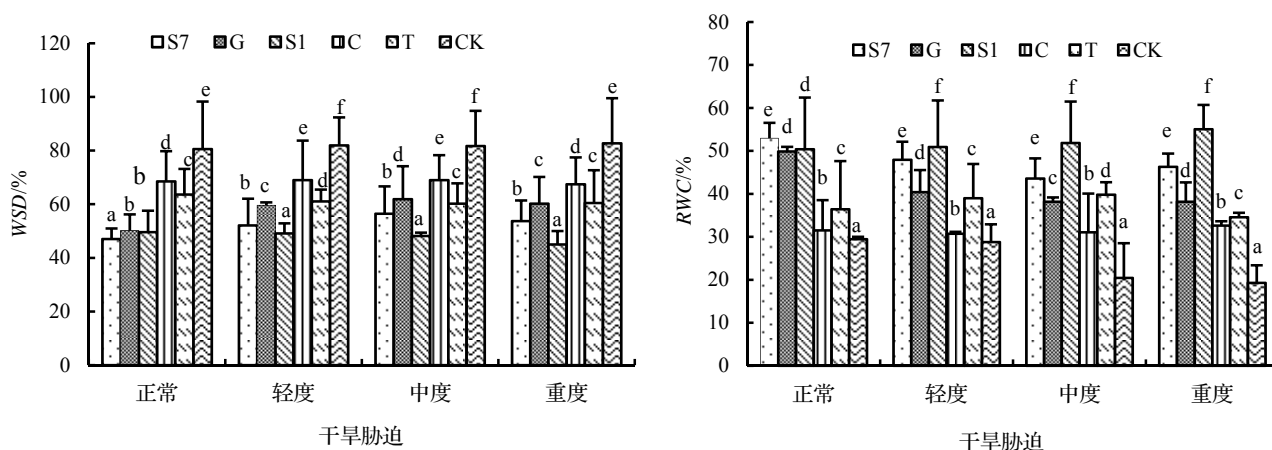 120
100
80
60
40
20
0
WSD/%
S7 G S1 C T CK
a b b d c e
b c a e d f
b d a e c f
b c a d c e
正常 轻度 中度 重度
干旱胁迫
80
70
60
50
40
30
20
10
0
RWC/%
S7 G S1 C T CK
e d d b c a
e d f b c a
e c f b d a
e d f b c a
正常 轻度 中度 重度
干旱胁迫